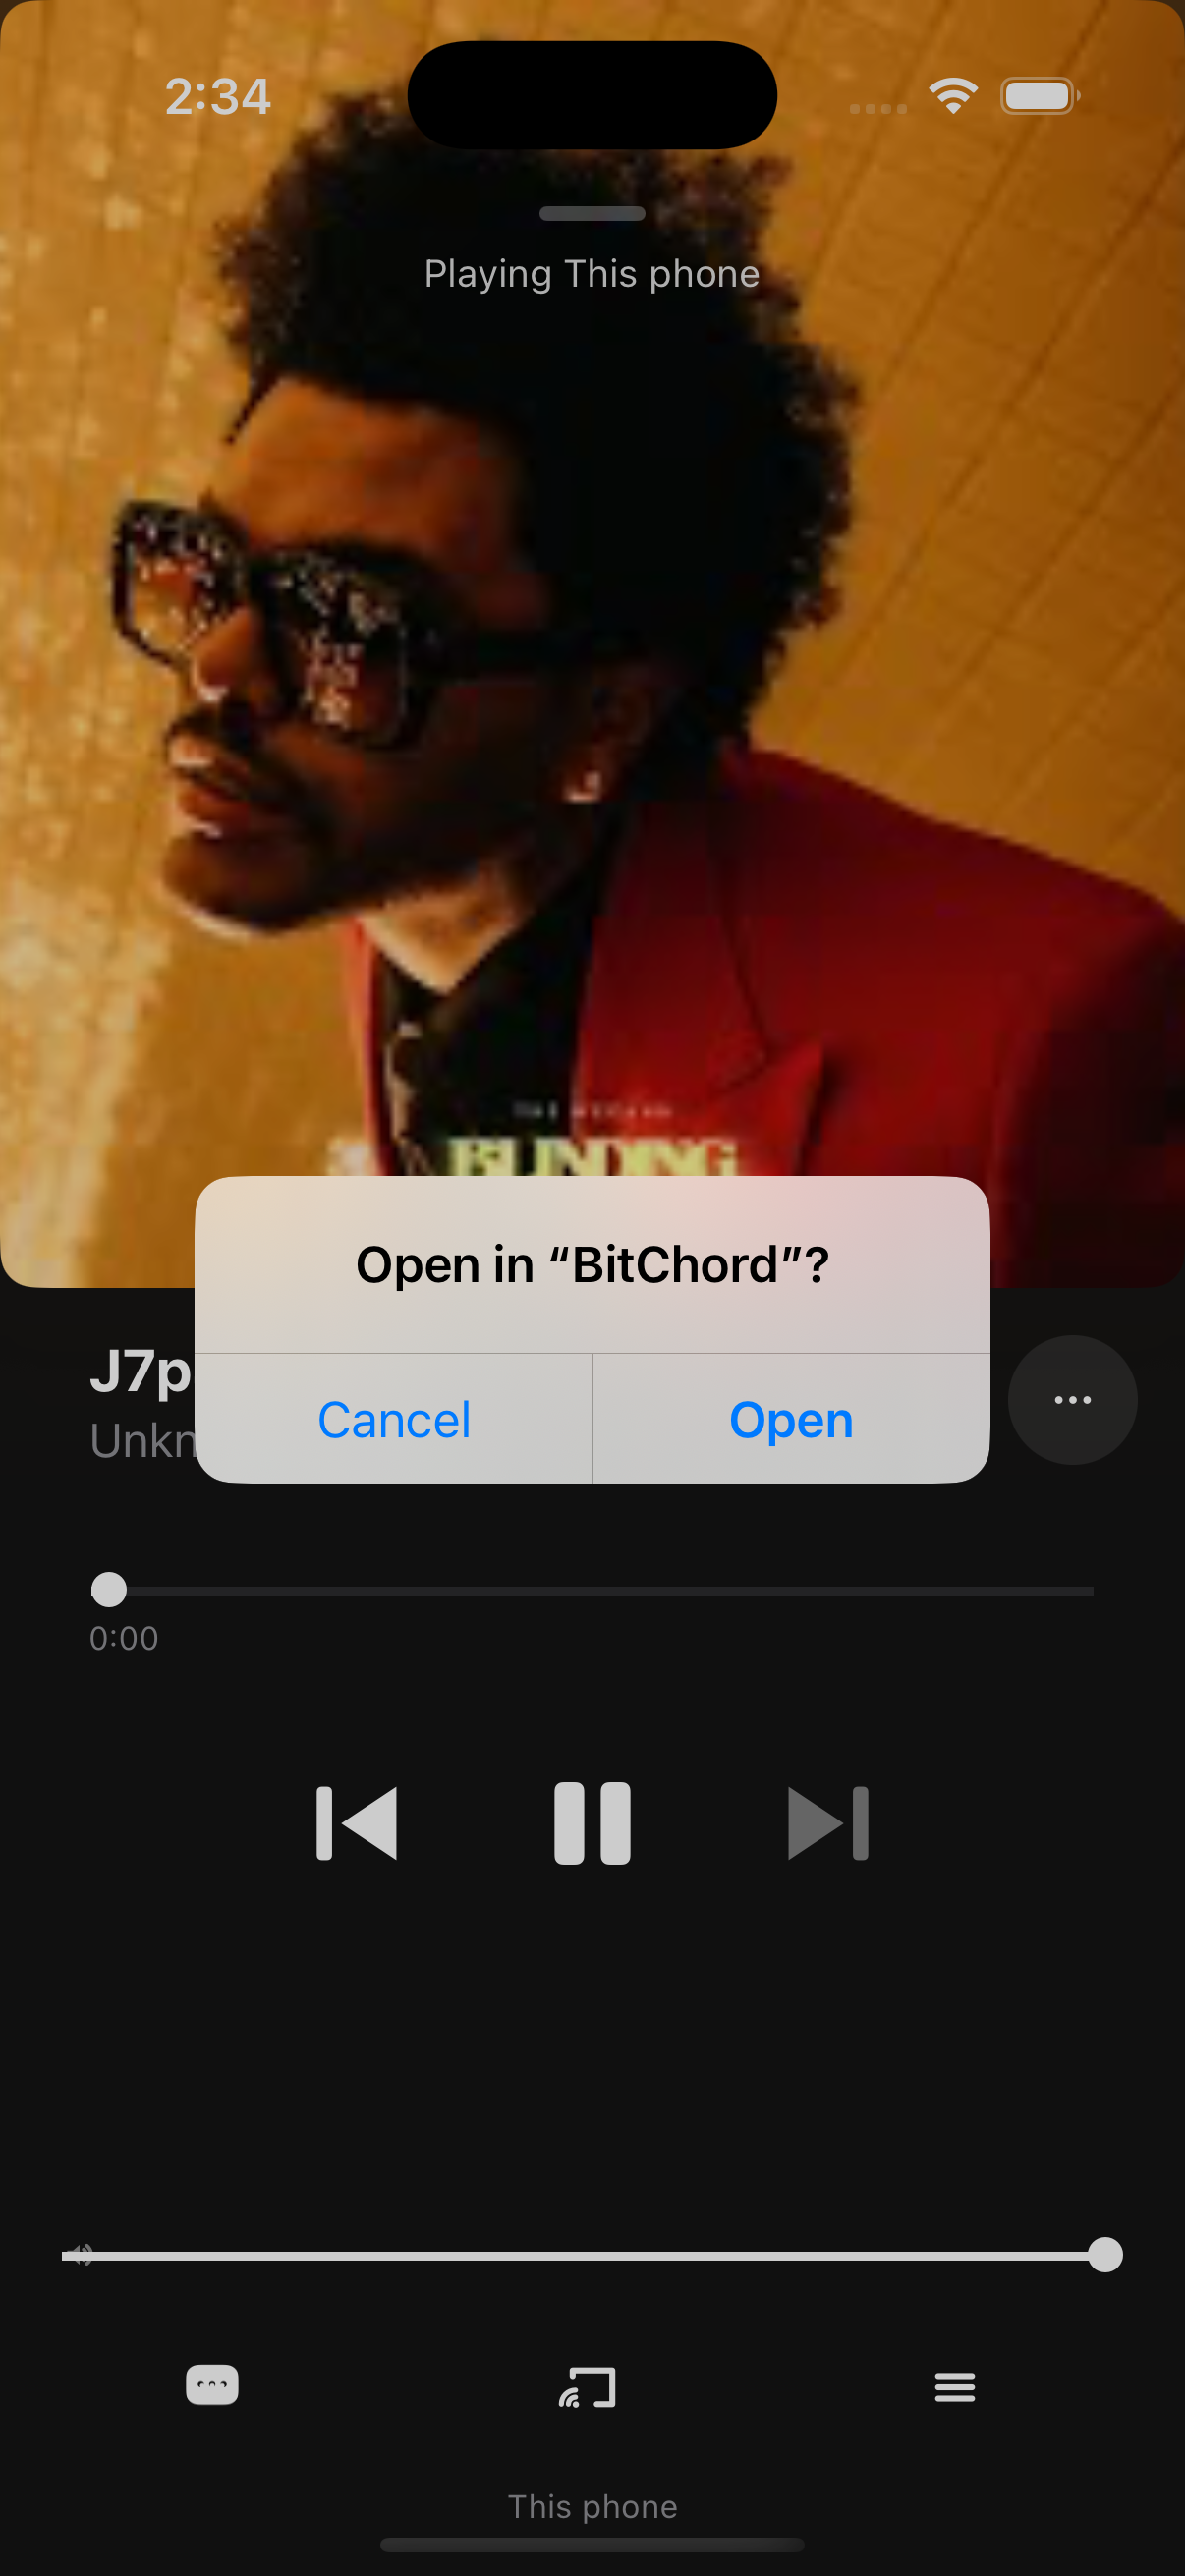 2:34
Playing This phone
Open in “BitChord”?
Cancel
Open
J7p
Unkn
0:00
This phone